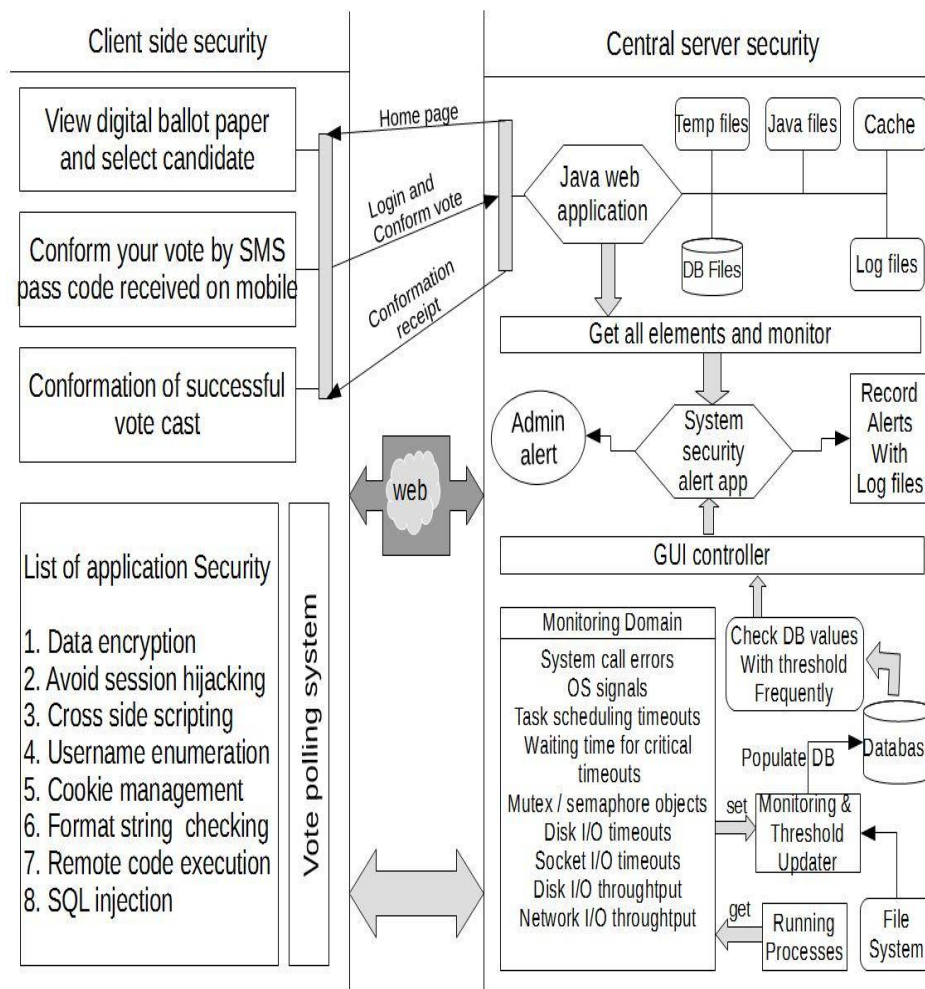 Client side security
View digital ballot paper
and select candidate
Conform your vote by SMS
pass code received on mobile
Conformation of successful
vote cast
List of application Security
1. Data encryption
2. Avoid session hijacking
3. Cross side scripting
4. Username enumeration
5. Cookie management
6. Format string checking
7. Remote code execution
8. SQL injection
Vote polling system
Home page
Login and
Conform vote
Conformation
receipt
web
Central server security
Java web
application
Temp files
Java files
Cache
DB Files
Log files
Get all elements and monitor
Admin
alert
System
security
alert app
Record
Alerts
With
Log files
GUI controller
Monitoring Domain
System call errors
OS signals
Task scheduling timeouts
Waiting time for critical
timeouts
Mutex / semaphore objects
Disk I/O timeouts
Socket I/O timeouts
Disk I/O throughtput
Network I/O throughtput
Check DB values
With threshold
Frequently
Database
Populate DB
set
Monitoring &
Threshold
Updater
get
Running
Processes
File
System